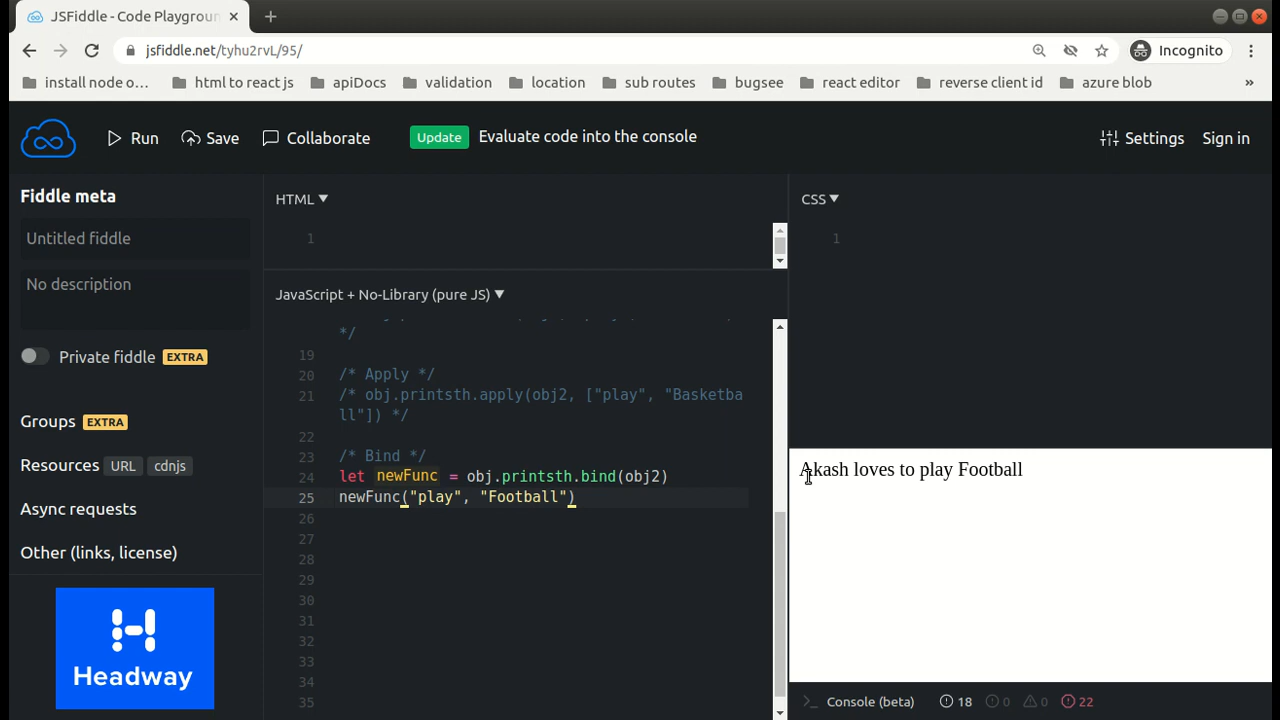 JSFiddle - Code Playgroun
jsfiddle.net/tyhu2rvL/95/
Incognito
install node o…
html to react js
apiDocs
validation
location
sub routes
bugsee
react editor
reverse client id
azure blob
»
Run
Save
Collaborate
Update
Evaluate code into the console
Settings
Sign in
Fiddle meta
Untitled fiddle
No description
Private fiddle EXTRA
Groups EXTRA
Resources URL cdnjs
Async requests
Other (links, license)
Headway
HTML
1
JavaScript + No-Library (pure JS)
*/
19
20 /* Apply */
21 /* obj.printsth.apply(obj2, ["play", "Basketba
ll"]) */
22
23 /* Bind */
24 let newFunc = obj.printsth.bind(obj2)
25 newFunc("play", "Football")
26
27
28
29
30
31
32
33
34
35
CSS
1
Akash loves to play Football
>_ Console (beta) 18 0 0 22